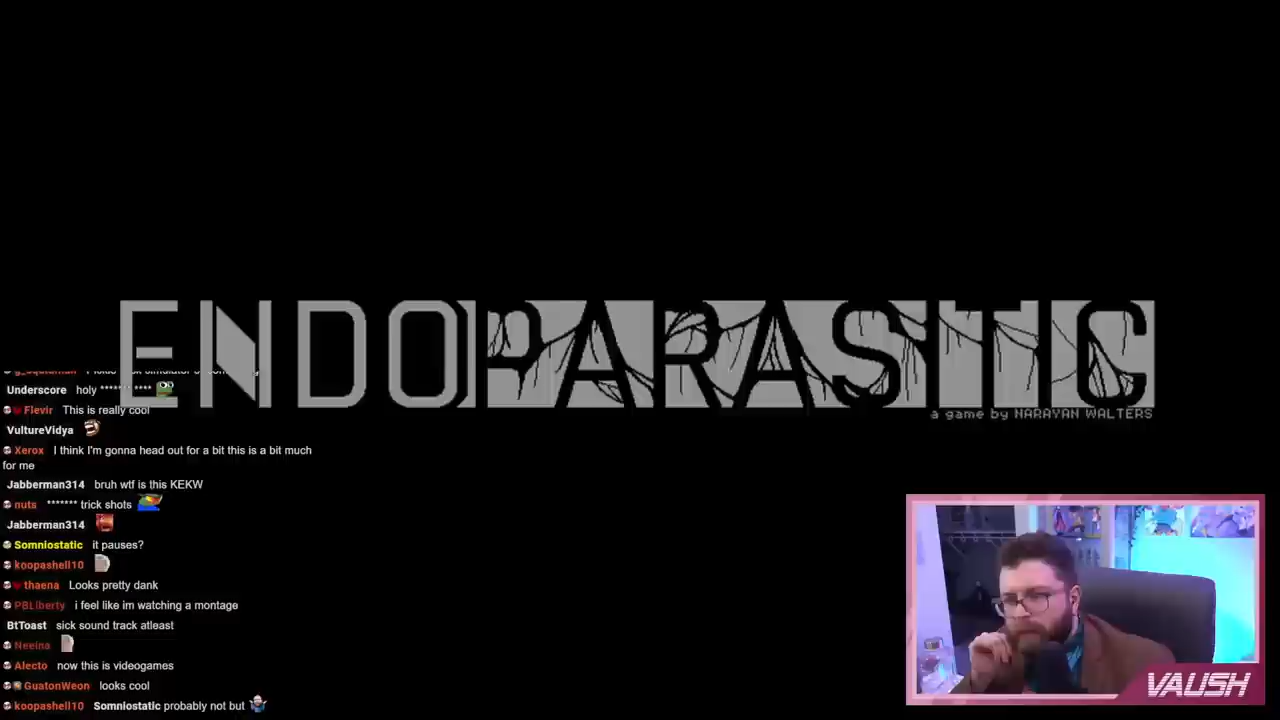 ENDOPARASITIC
a game by NARAYAN WALTERS
Underscore holy ******* ****
Flevir This is really cool
VultureVidya
Xerox I think I'm gonna head out for a bit this is a bit much
for me
Jabberman314 bruh wtf is this KEKW
nuts ******* trick shots
Jabberman314
Somniostatic it pauses?
koopashell10
thaena Looks pretty dank
PBLiberty i feel like im watching a montage
BtToast sick sound track atleast
Neeina
Alecto now this is videogames
GuatonWeon looks cool
koopashell10 Somniostatic probably not but
VAUSH